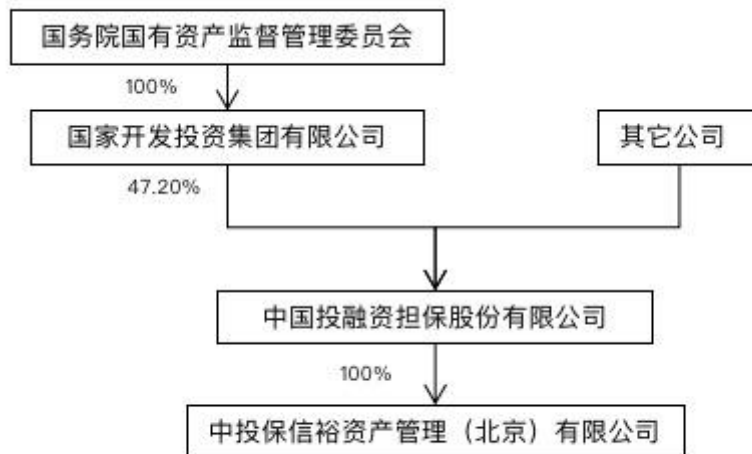 国务院国有资产监督管理委员会
100%
国家开发投资集团有限公司
其它公司
47.20%
中国投融资担保股份有限公司
100%
中投保信裕资产管理（北京）有限公司